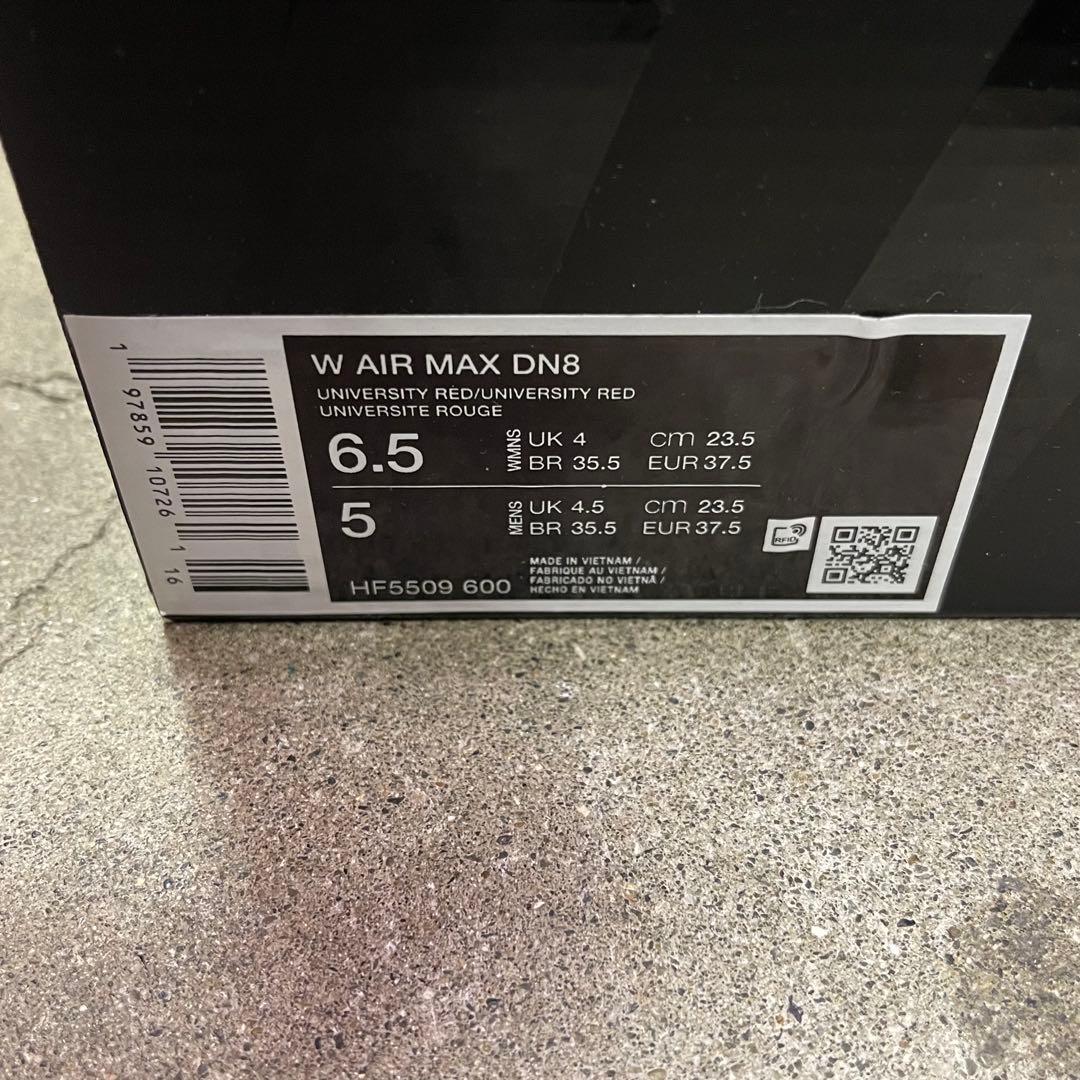 W AIR MAX DN8
UNIVERSITY RED/UNIVERSITY RED
UNIVERSITE ROUGE
6.5 WMNS UK 4 cm 23.5
BR 35.5 EUR 37.5
5 MENS UK 4.5 cm 23.5
BR 35.5 EUR 37.5
HF5509 600
MADE IN VIETNAM /
FABRIQUE AU VIETNAM /
FABRICADO NO VIETNÃ /
HECHO EN VIETNAM
RFID
1 97859 10726 1 16